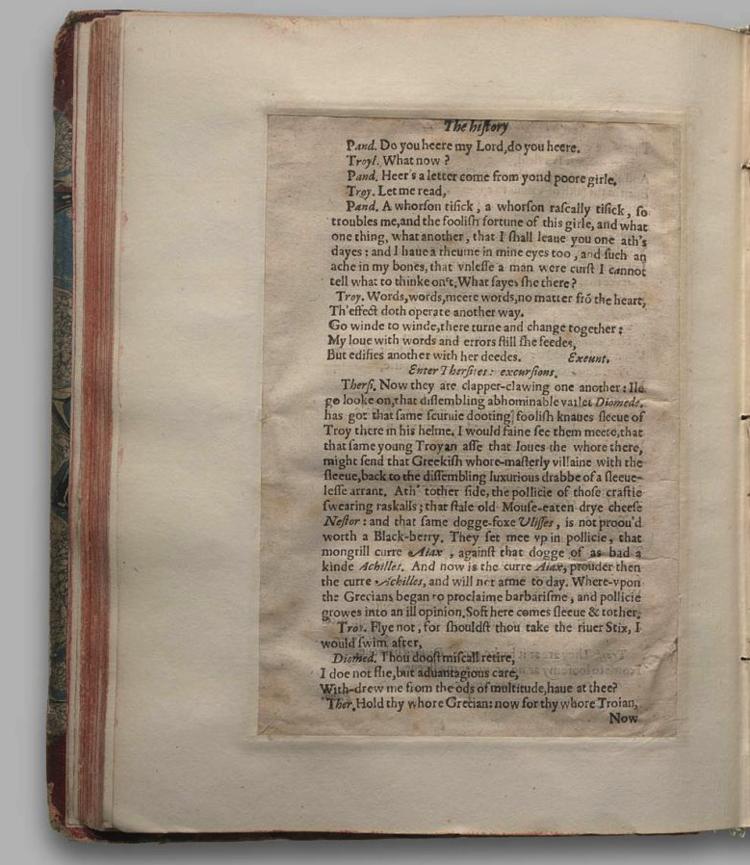 The hiſtory
Pand. Do you heere my Lord,do you heere.
Troyl. What now ?
Pand. Heer's a letter come from yond poore girle.
Troy. Let me read,
Pand. A whorſon tiſick , a whorſon raſcally tiſick , ſo
troubles me,and the fooliſh fortune of this girle, and what
one thing, what another , that I ſhall leaue you one ath's
dayes : and I haue a rheume in mine eyes too , and ſuch an
ache in my bones, that vnleſſe a man were curſt I cannot
tell what to thinke on't. What ſayes ſhe there ?
Troy. Words,words,meere words,no matter frō the heart,
Th'effect doth operate another way.
Go winde to winde,there turne and change together :
My loue with words and errors ſtill ſhe feedes,
But edifies another with her deedes. Exeunt.
Enter Therſites : excurſions.
Therſi. Now they are clapper-clawing one another : Ile
go looke on,that diſſembling abhominable varlet Diomede,
has got that ſame ſcuruie dooting fooliſh knaues ſleeue of
Troy there in his helme. I would faine ſee them meete,that
that ſame young Troyan aſſe that loues the whore there,
might ſend that Greekiſh whore-maſterly villaine with the
ſleeue,back to the diſſembling luxurious drabbe of a ſleeue-
leſſe arrant. Ath' tother ſide, the pollicie of thoſe craftie
ſwearing raskalls ; that ſtale old Mouſe-eaten drye cheeſe
Neſtor : and that ſame dogge-foxe Vliſſes , is not proou'd
worth a Black-berry. They ſet mee vp in pollicie , that
mongrill curre Aiax , againſt that dogge of as bad a
kinde Achilles. And now is the curre Aiax, prouder then
the curre Achilles, and will not arme to day. Where-vpon
the Grecians began to proclaime barbariſme , and pollicie
growes into an ill opinion. Soft here comes ſleeue & tother.
Troy. Flye not , for ſhouldſt thou take the riuer Stix, I
would ſwim after.
Diomed. Thou dooſt miſcall retire,
I doe not flie,but aduantagious care,
With-drew me from the ods of multitude,haue at thee?
Ther. Hold thy whore Grecian: now for thy whore Troian,
Now